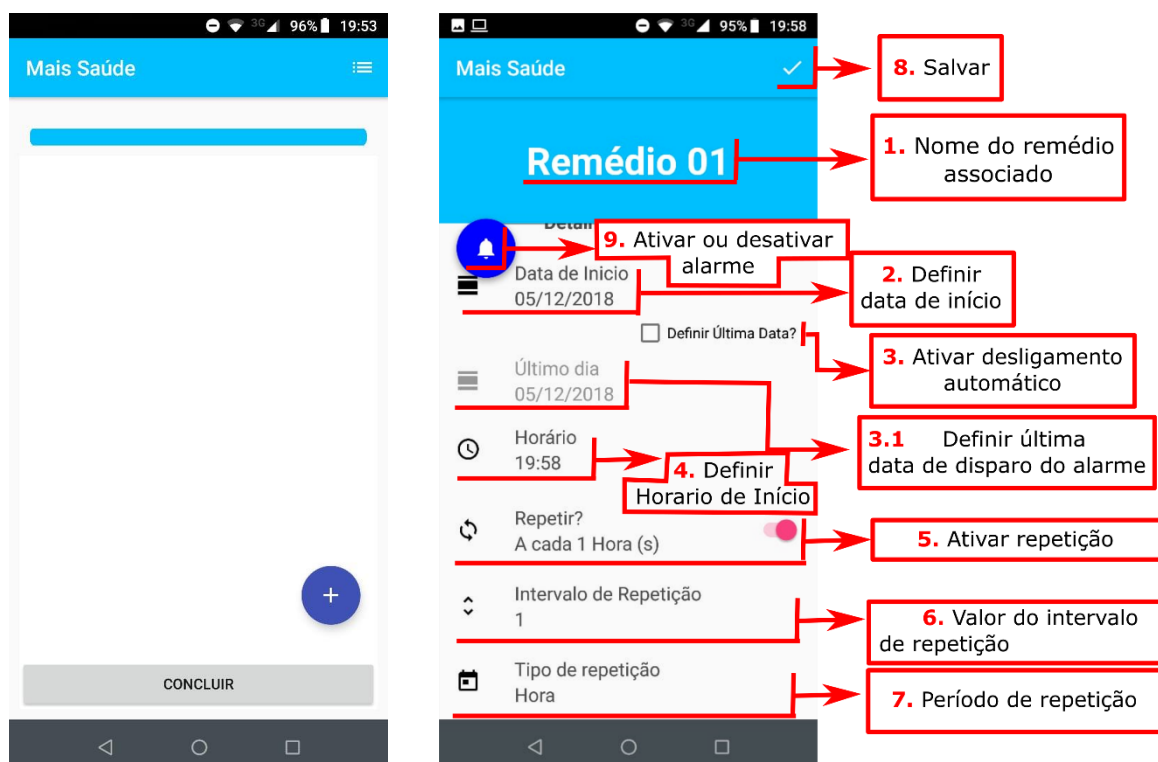 3G 96% 19:53
Mais Saúde
CONCLUIR
3G 95% 19:58
Mais Saúde
8. Salvar
Remédio 01
1. Nome do remédio
associado
9. Ativar ou desativar
alarme
Data de Inicio
05/12/2018
2. Definir
data de início
Definir Última Data?
3. Ativar desligamento
automático
Último dia
05/12/2018
3.1 Definir última
data de disparo do alarme
Horário
19:58
4. Definir
Horario de Início
Repetir?
A cada 1 Hora (s)
5. Ativar repetição
Intervalo de Repetição
1
6. Valor do intervalo
de repetição
Tipo de repetição
Hora
7. Período de repetição